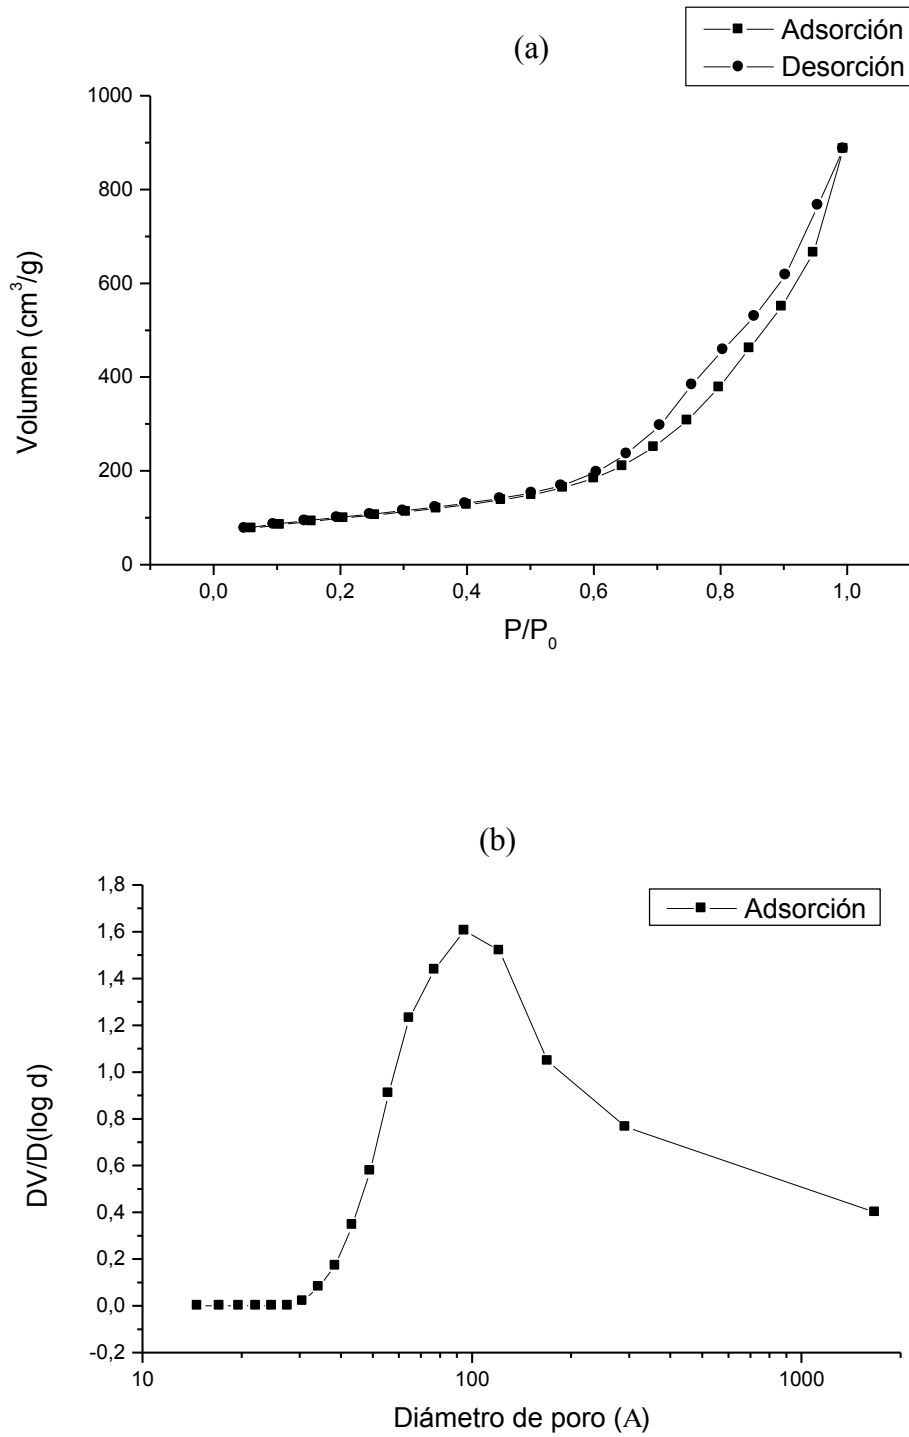 (a)
Adsorción
Desorción
1000
800
600
400
200
0
Volumen (cm³/g)
0,0 0,2 0,4 0,6 0,8 1,0
P/P₀
(b)
Adsorción
1,8
1,6
1,4
1,2
1,0
0,8
0,6
0,4
0,2
0,0
-0,2
DV/D(log d)
10 100 1000
Diámetro de poro (A)